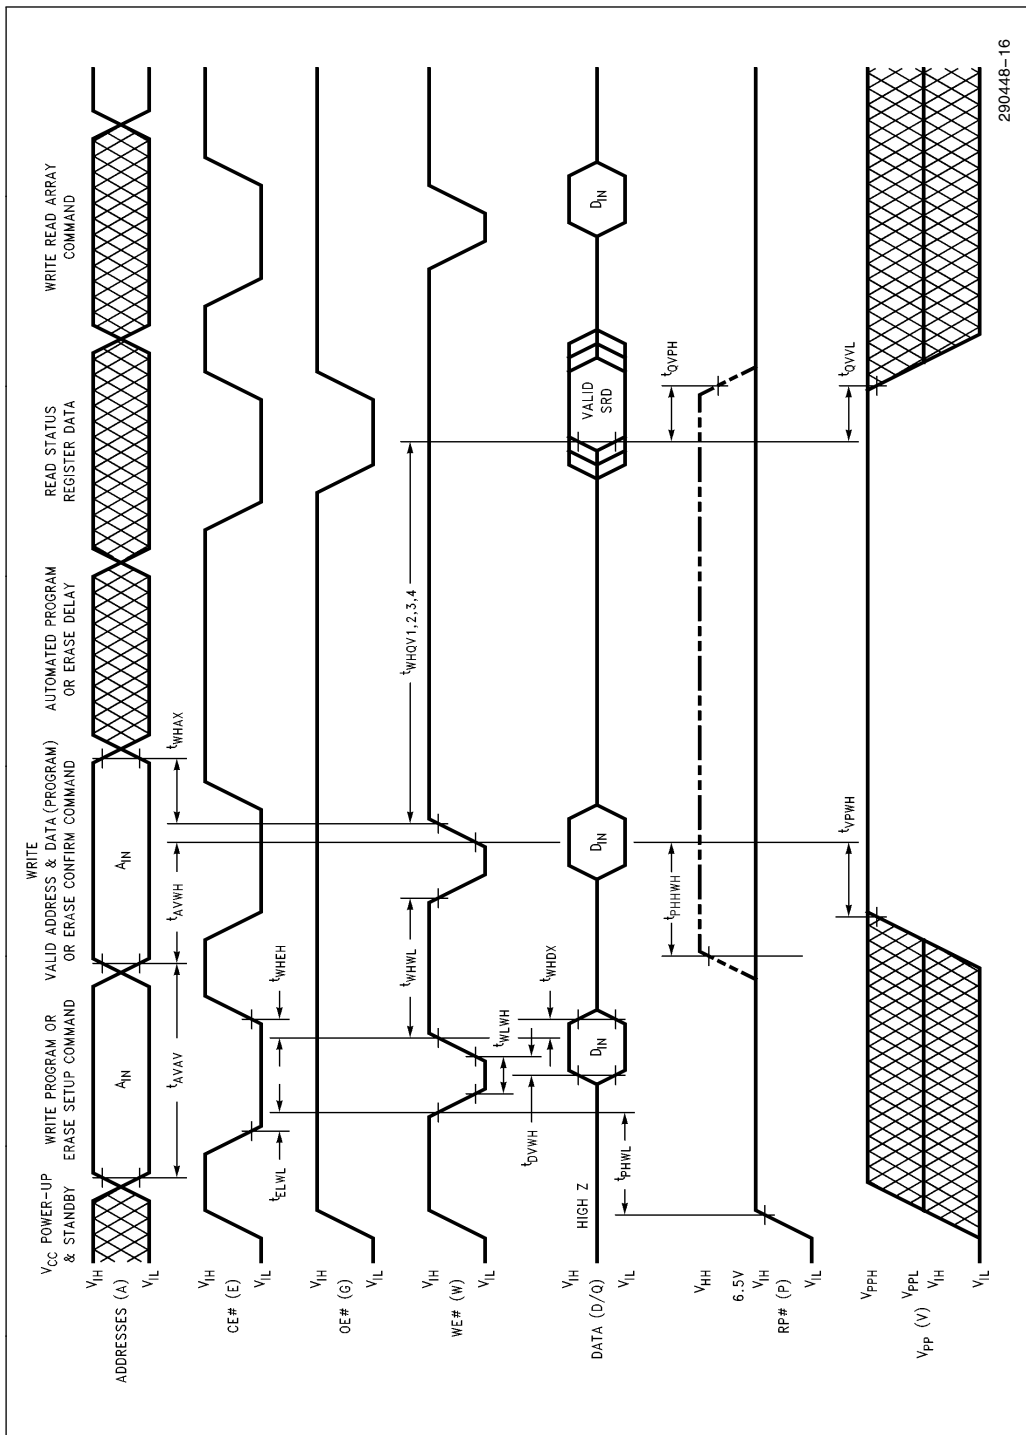 V_CC POWER-UP
& STANDBY
WRITE PROGRAM OR
ERASE SETUP COMMAND
WRITE
VALID ADDRESS & DATA (PROGRAM)
OR ERASE CONFIRM COMMAND
AUTOMATED PROGRAM
OR ERASE DELAY
READ STATUS
REGISTER DATA
WRITE READ ARRAY
COMMAND
ADDRESSES (A)
V_IH
V_IL
A_IN
A_IN
t_AVAV
t_AVWH
t_WHAX
CE# (E)
V_IH
V_IL
t_ELWL
t_WHEH
OE# (G)
V_IH
V_IL
t_WHWL
t_WHQV1,2,3,4
WE# (W)
V_IH
V_IL
t_WLWH
t_DVWH
t_WHDX
DATA (D/Q)
V_IH
V_IL
HIGH Z
D_IN
D_IN
VALID
SRD
D_IN
t_PHWL
t_PHHWH
t_QVPH
V_HH
6.5V
V_IH
RP# (P)
V_IL
t_VPWH
t_QVVL
V_PPH
V_PPL
V_PP (V)
V_IH
V_IL
290448-16